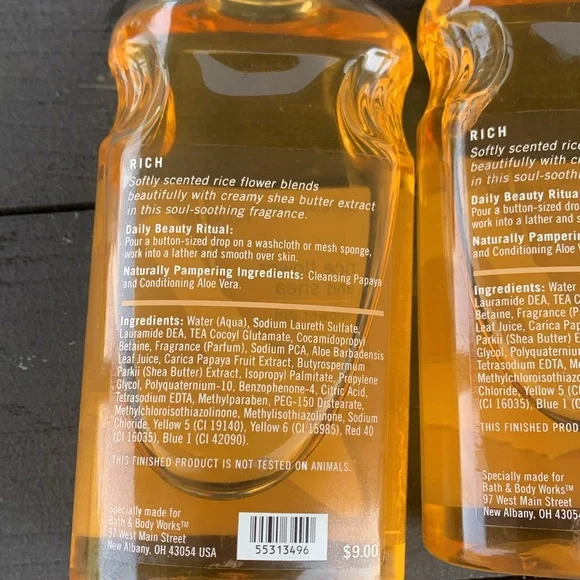 RICH
Softly scented rice flower blends
beautifully with creamy shea butter extract
in this soul-soothing fragrance.
Daily Beauty Ritual:
Pour a button-sized drop on a washcloth or mesh sponge,
work into a lather and smooth over skin.
Naturally Pampering Ingredients: Cleansing Papaya
and Conditioning Aloe Vera.
Ingredients: Water (Aqua), Sodium Laureth Sulfate,
Lauramide DEA, TEA Cocoyl Glutamate, Cocamidopropyl
Betaine, Fragrance (Parfum), Sodium PCA, Aloe Barbadensis
Leaf Juice, Carica Papaya Fruit Extract, Butyrospermum
Parkii (Shea Butter) Extract, Isopropyl Palmitate, Propylene
Glycol, Polyquaternium-10, Benzophenone-4, Citric Acid,
Tetrasodium EDTA, Methylparaben, PEG-150 Distearate,
Methylchloroisothiazolinone, Methylisothiazolinone, Sodium
Chloride, Yellow 5 (CI 19140), Yellow 6 (CI 15985), Red 40
(CI 16035), Blue 1 (CI 42090).
THIS FINISHED PRODUCT IS NOT TESTED ON ANIMALS.
Specially made for
Bath & Body Works™
97 West Main Street
New Albany, OH 43054 USA
55313496
$9.00
RICH
Softly scented rice
beautifully with
in this soul-
Daily Beauty Ritual:
Pour a button-sized
work into a lather and
Naturally
and Conditioning Aloe
Ingredients: Water
Lauramide DEA, TEA
Betaine, Fragrance
Leaf Juice, Carica
Parkii (Shea Butter)
Glycol,
Tetrasodium EDTA,
Chloride, Yellow 5
(CI 16035), Blue 1
THIS FINISHED
Specially made for
Bath & Body Works™
97 West Main Street
New Albany, OH 43054